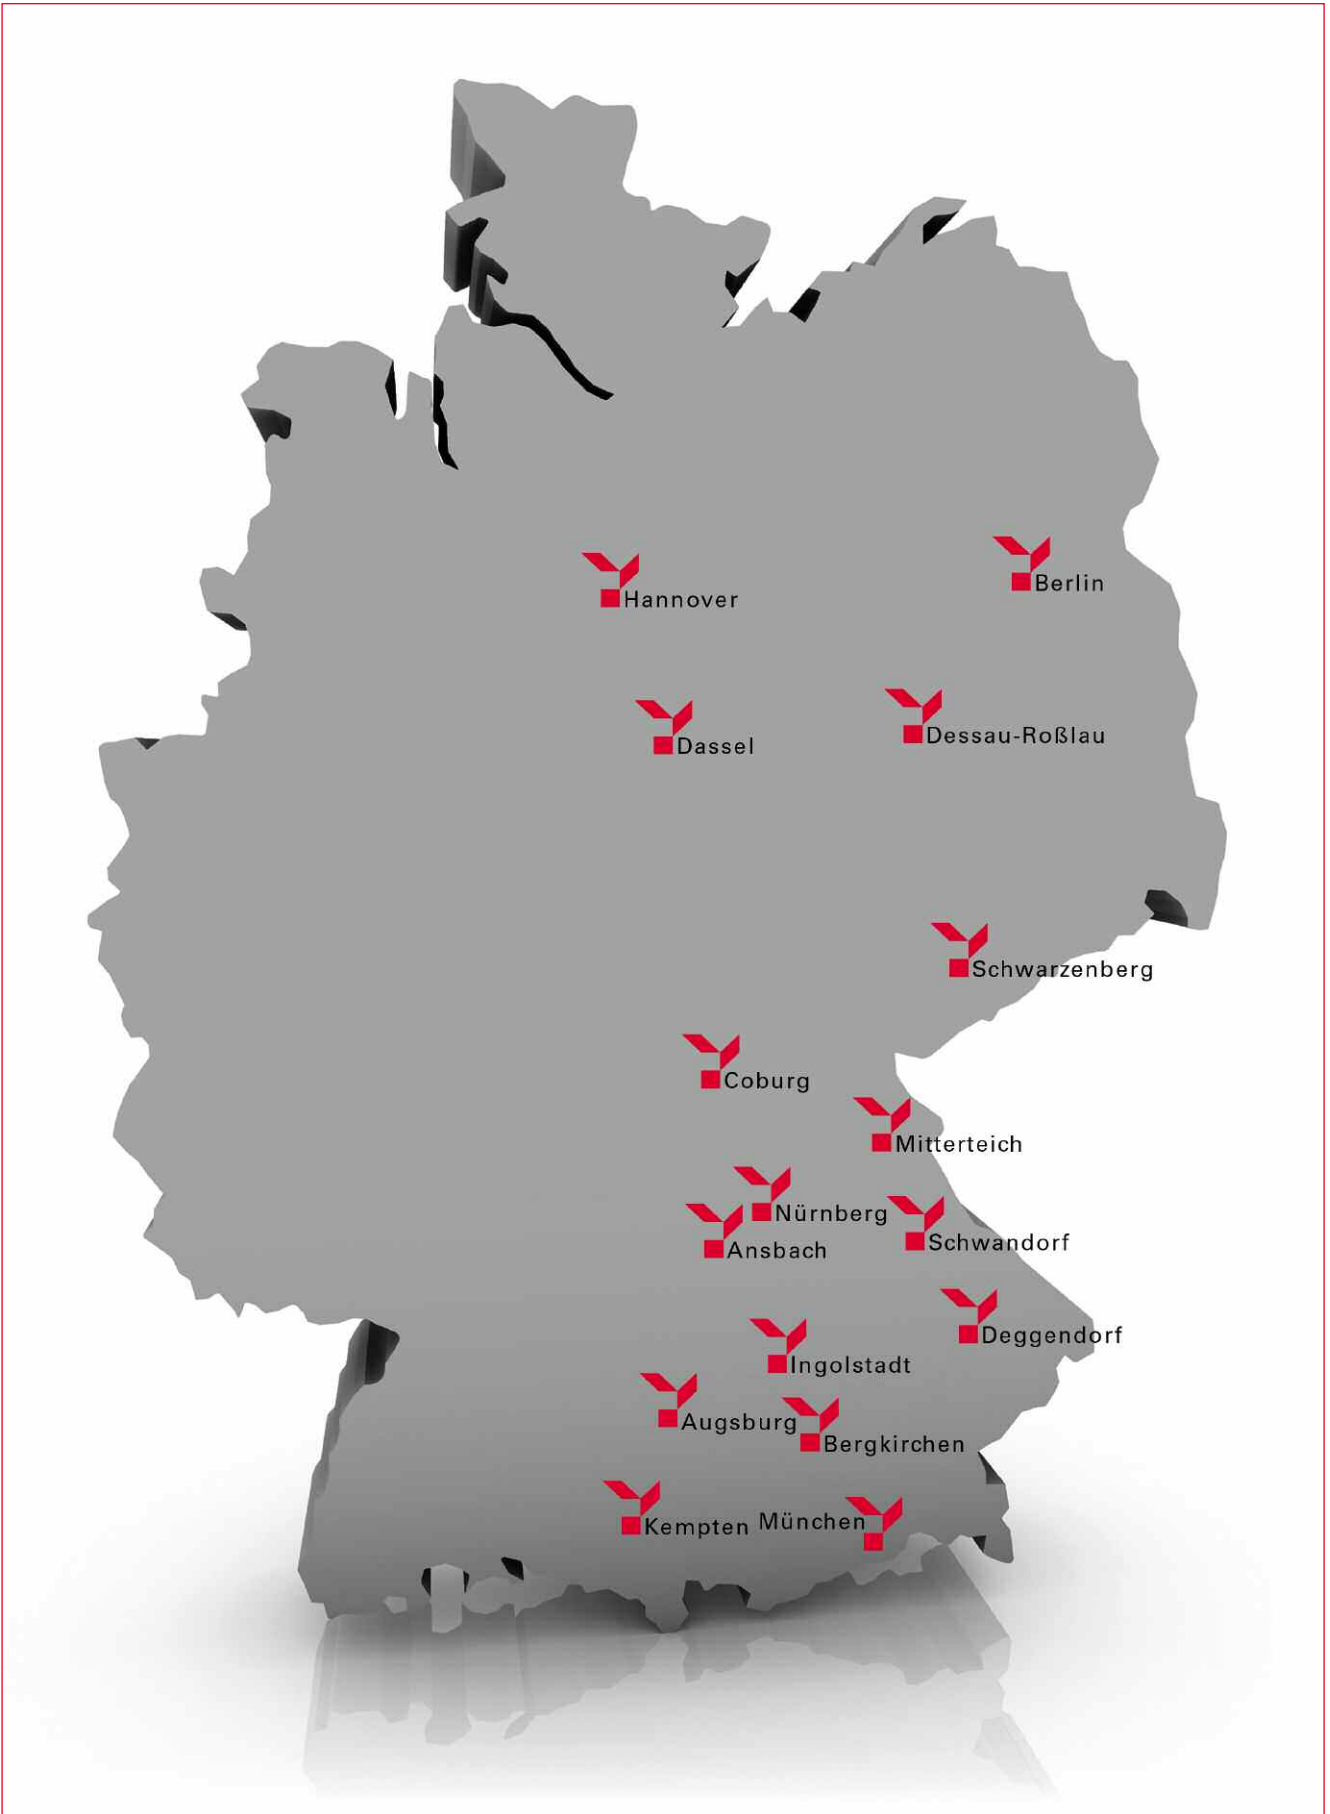 Berlin
Hannover
Dessau-Roßlau
Dassel
Schwarzenberg
Coburg
Mitterteich
Nürnberg
Schwandorf
Ansbach
Deggendorf
Ingolstadt
Augsburg
Bergkirchen
Kempten
München